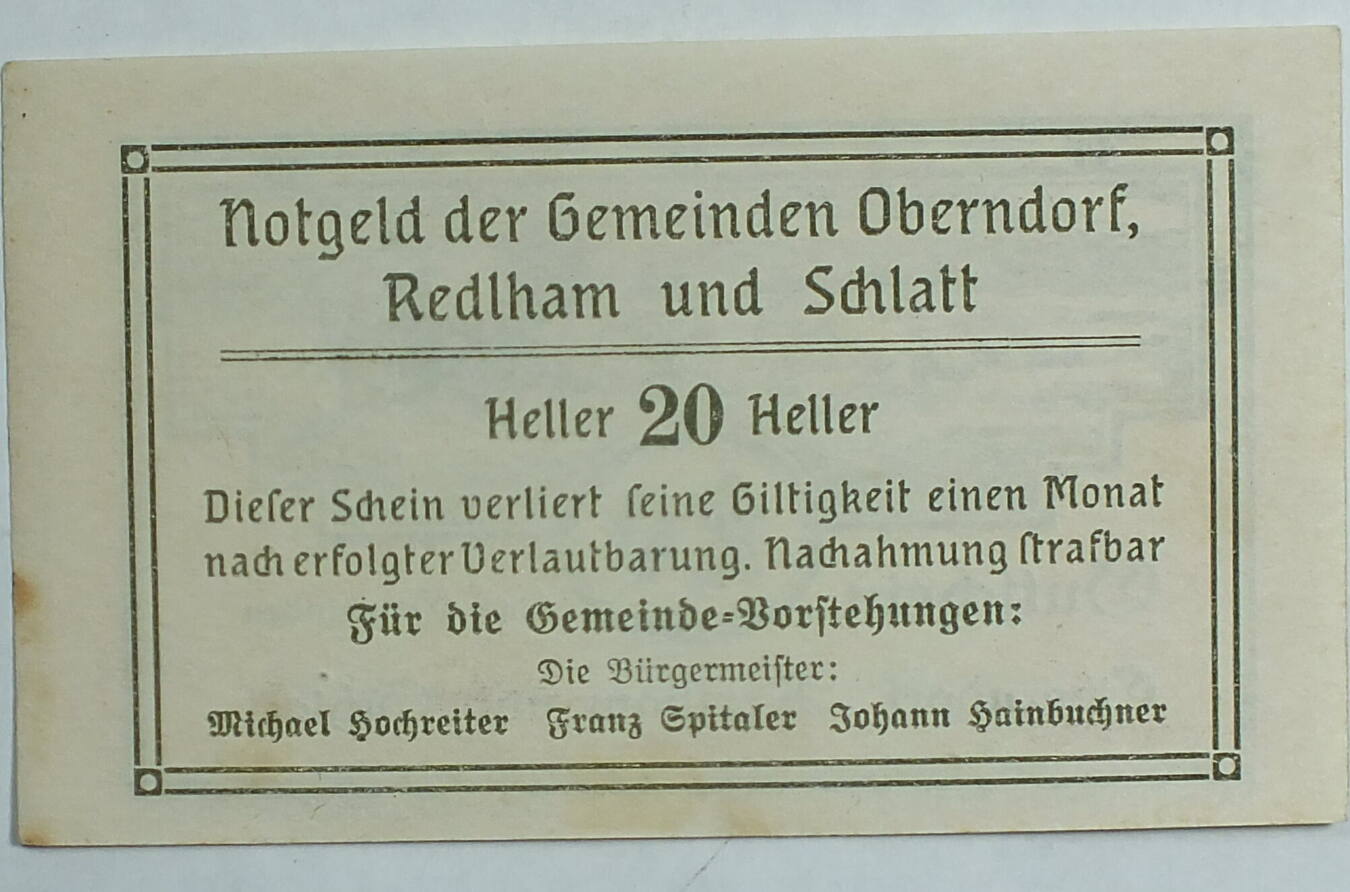 Notgeld der Gemeinden Oberndorf,
Redlham und Schlatt
Heller 20 Heller
Dieſer Schein verliert ſeine Giltigkeit einen Monat
nach erfolgter Verlautbarung. Nachahmung ſtrafbar
Für die Gemeinde-Vorſtehungen:
Die Bürgermeiſter:
Michael Hochreiter Franz Spitaler Johann Hainbuchner